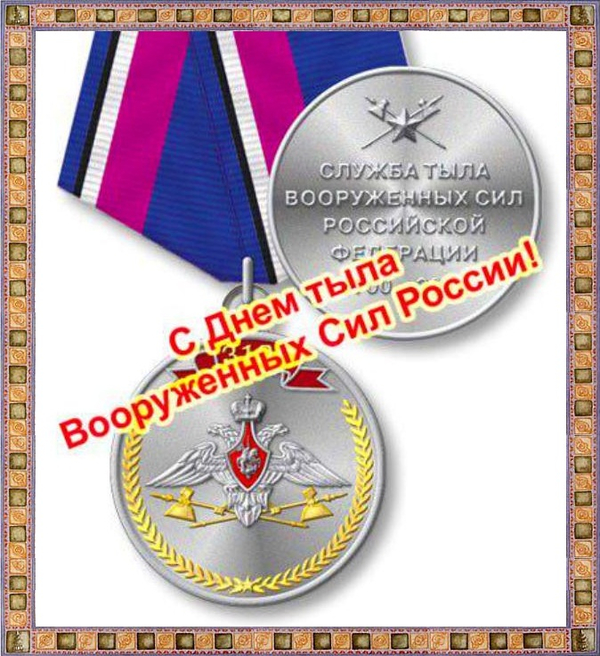 СЛУЖБА ТЫЛА
ВООРУЖЕННЫХ СИЛ
РОССИЙСКОЙ
ФЕДЕРАЦИИ
С Днем тыла
Вооруженных Сил России!